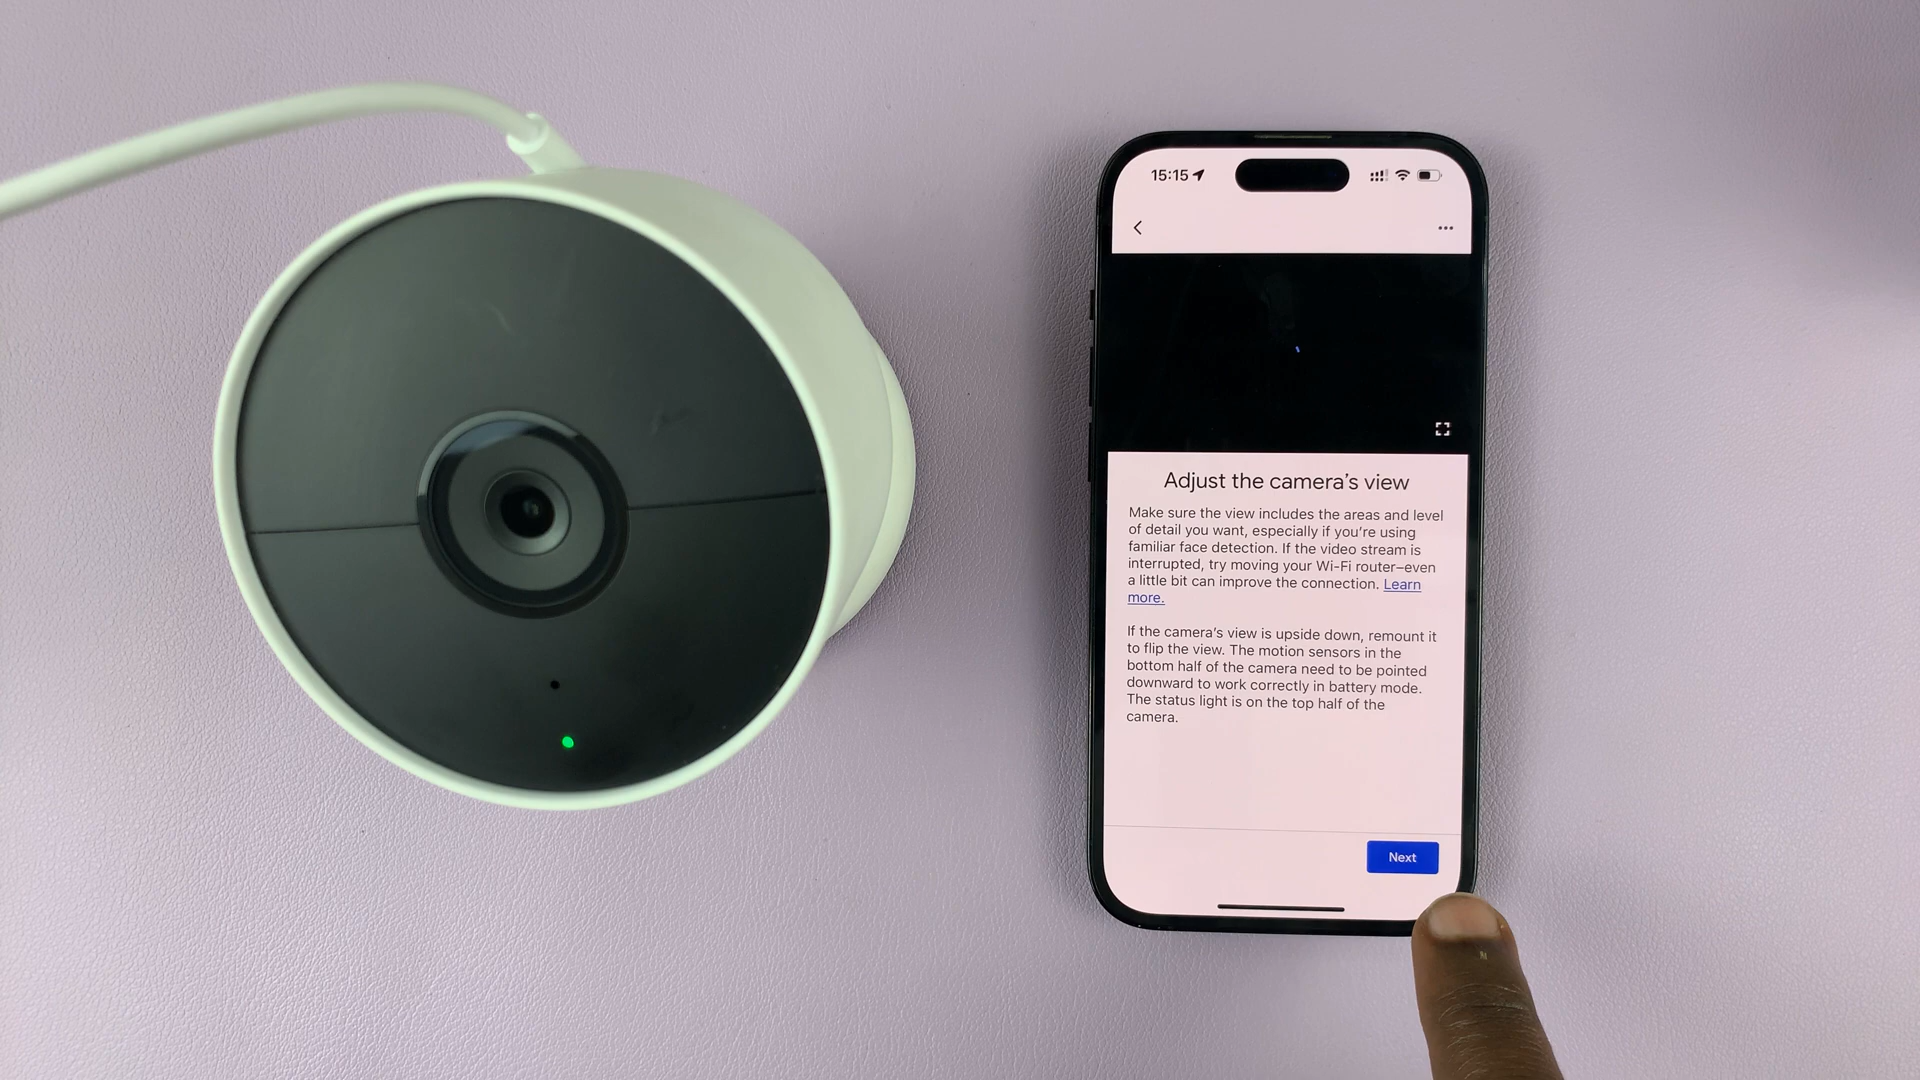 15:15
Adjust the camera’s view
Make sure the view includes the areas and level
of detail you want, especially if you’re using
familiar face detection. If the video stream is
interrupted, try moving your Wi-Fi router–even
a little bit can improve the connection. Learn
more.
If the camera’s view is upside down, remount it
to flip the view. The motion sensors in the
bottom half of the camera need to be pointed
downward to work correctly in battery mode.
The status light is on the top half of the
camera.
Next